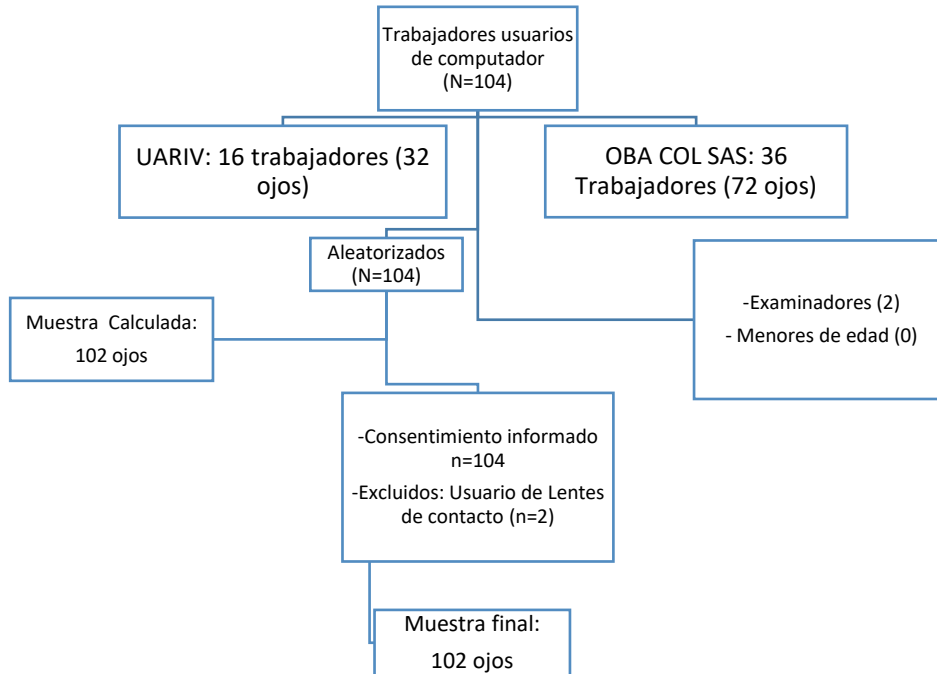 Trabajadores usuarios
de computador
(N=104)
UARIV: 16 trabajadores (32
ojos)
OBA COL SAS: 36
Trabajadores (72 ojos)
Aleatorizados
(N=104)
-Examinadores (2)
- Menores de edad (0)
Muestra Calculada:
102 ojos
-Consentimiento informado
n=104
-Excluidos: Usuario de Lentes
de contacto (n=2)
Muestra final:
102 ojos